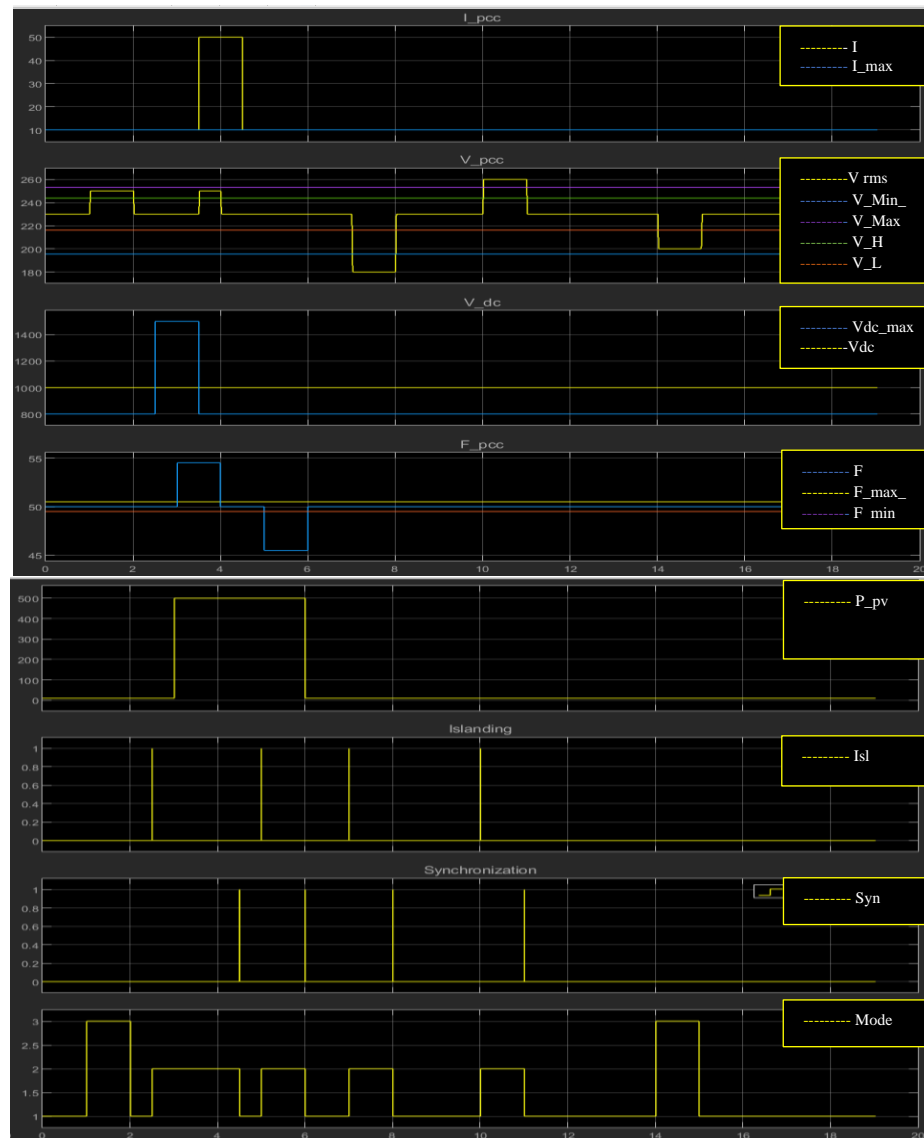 I_pcc
50
40
30
20
10
--------- I
--------- I_max
V_pcc
260
240
220
200
180
---------V rms
--------- V_Min_
--------- V_Max
--------- V_H
--------- V_L
V_dc
1400
1200
1000
800
--------- Vdc_max
---------Vdc
F_pcc
55
50
45
--------- F
--------- F_max_
--------- F_min
0 2 4 6 8 10 12 14 16 18 20
500
400
300
200
100
0
--------- P_pv
Islanding
1
0.8
0.6
0.4
0.2
0
--------- Isl
Synchronization
1
0.8
0.6
0.4
0.2
0
--------- Syn
3
2.5
2
1.5
1
--------- Mode
0 2 4 6 8 10 12 14 16 18 20